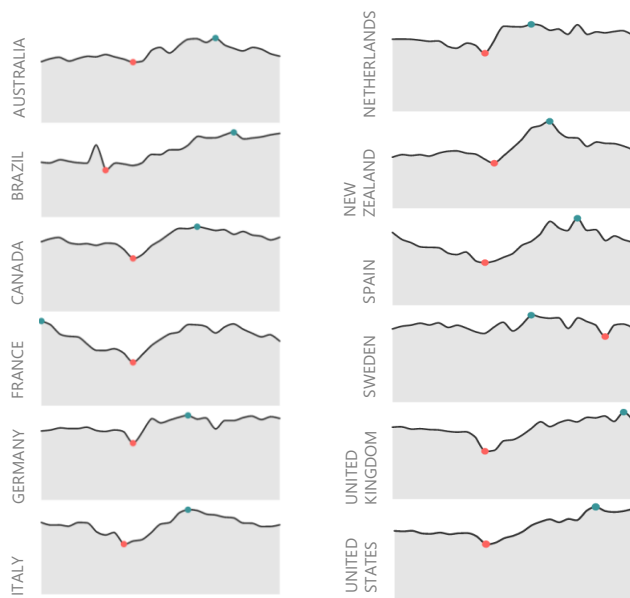 AUSTRALIA
BRAZIL
CANADA
FRANCE
GERMANY
ITALY
NETHERLANDS
NEW
ZEALAND
SPAIN
SWEDEN
UNITED
KINGDOM
UNITED
STATES